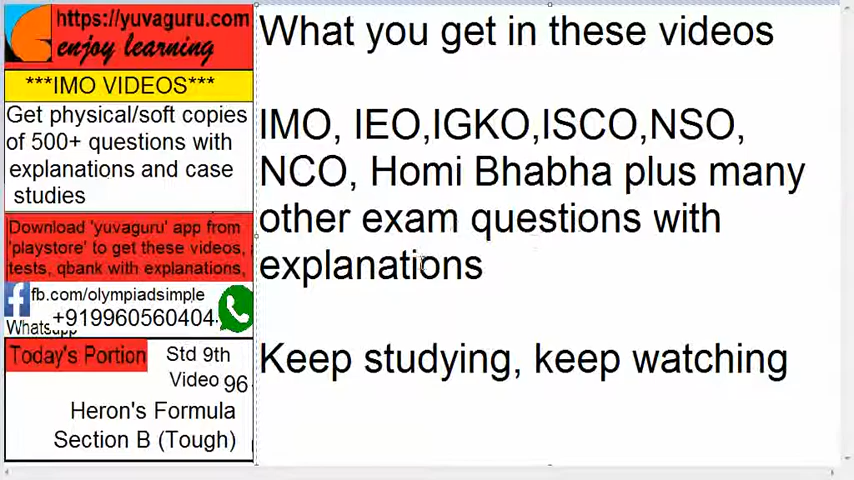 https://yuvaguru.com
enjoy learning
***IMO VIDEOS***
Get physical/soft copies
of 500+ questions with
explanations and case
studies
Download 'yuvaguru' app from
'playstore' to get these videos,
tests, qbank with explanations,
fb.com/olympiadsimple
+919960560404
Whatsapp
Today's Portion
Std 9th
Video 96
Heron's Formula
Section B (Tough)
What you get in these videos
IMO, IEO,IGKO,ISCO,NSO,
NCO, Homi Bhabha plus many
other exam questions with
explanations
Keep studying, keep watching